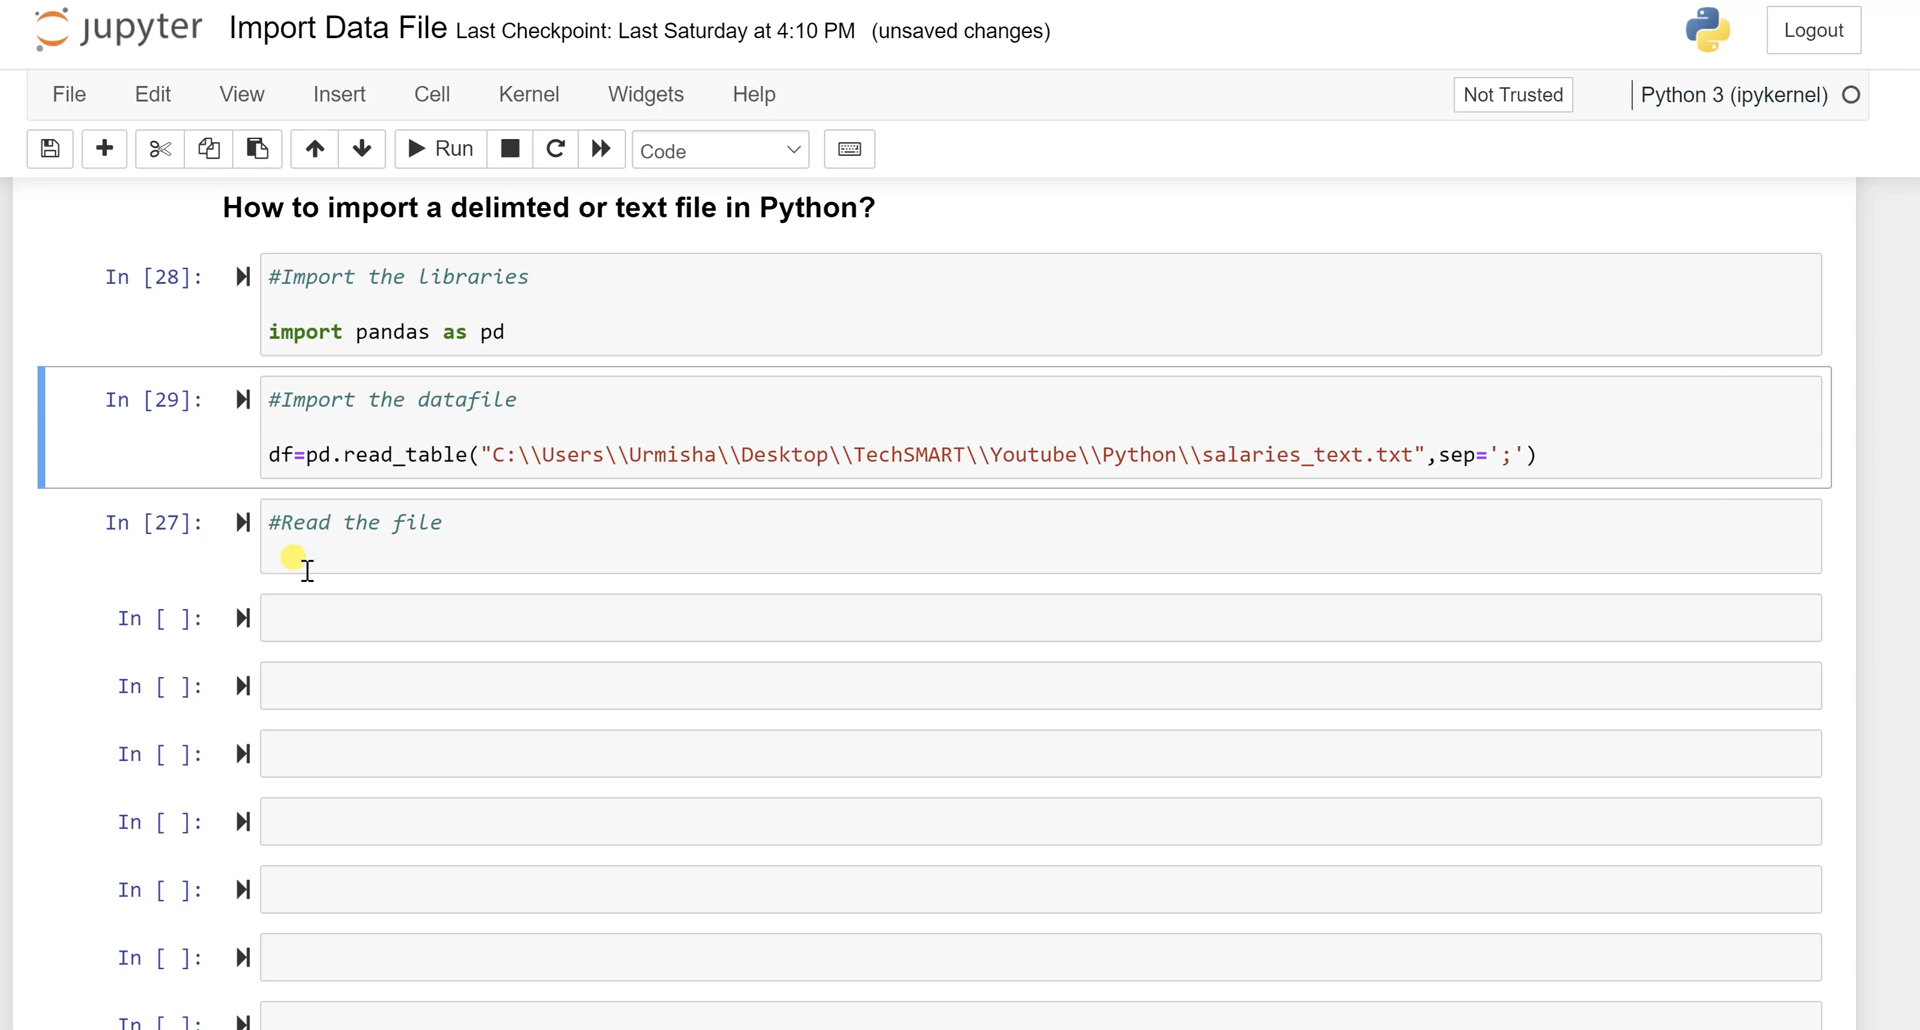 jupyter Import Data File Last Checkpoint: Last Saturday at 4:10 PM (unsaved changes) Logout
File Edit View Insert Cell Kernel Widgets Help Not Trusted Python 3 (ipykernel)
Run Code
How to import a delimted or text file in Python?
In [28]: #Import the libraries
import pandas as pd
In [29]: #Import the datafile
df=pd.read_table("C:\\Users\\Urmisha\\Desktop\\TechSMART\\Youtube\\Python\\salaries_text.txt",sep=';')
In [27]: #Read the file
In [ ]:
In [ ]:
In [ ]:
In [ ]:
In [ ]:
In [ ]:
In [ ]: